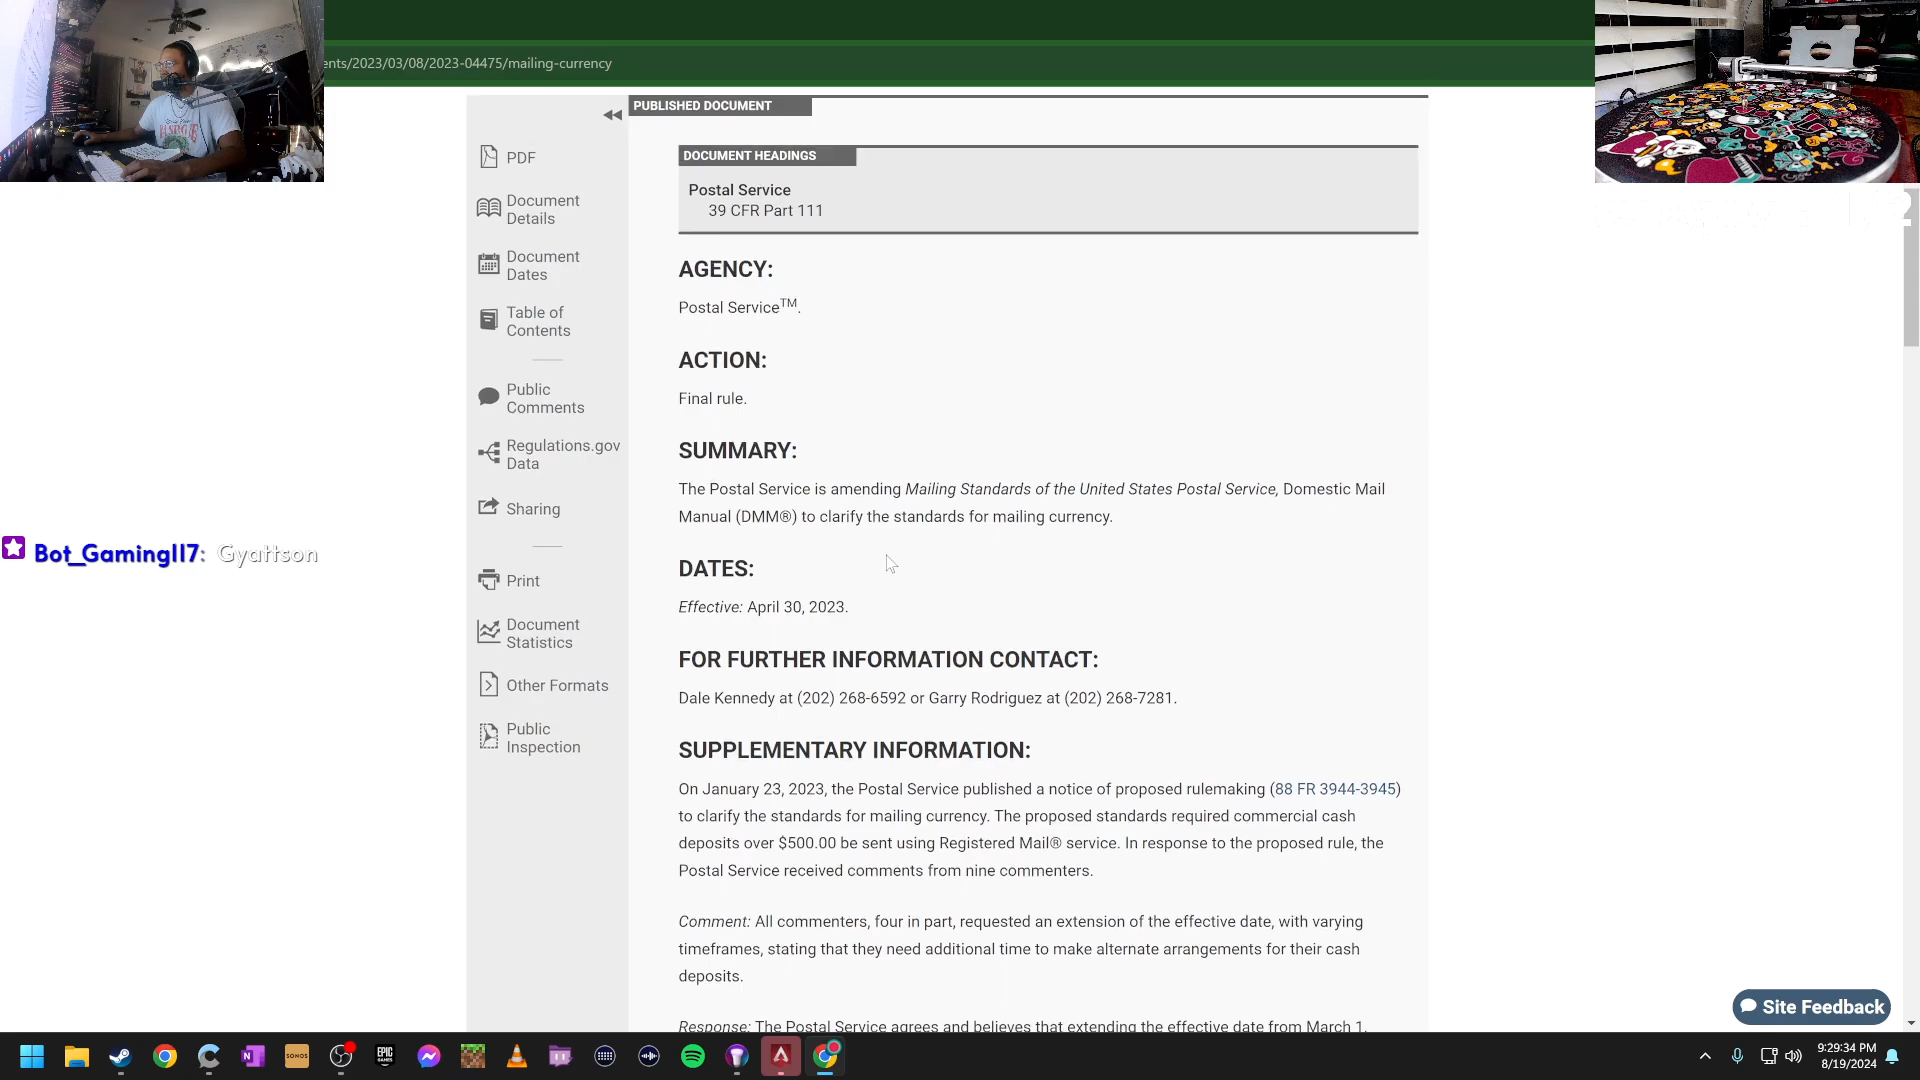 ents/2023/03/08/2023-04475/mailing-currency
PUBLISHED DOCUMENT
DOCUMENT HEADINGS
Postal Service
39 CFR Part 111
PDF
Document
Details
Document
Dates
Table of
Contents
Public
Comments
Regulations.gov
Data
Sharing
Print
Document
Statistics
Other Formats
Public
Inspection
AGENCY:
Postal ServiceTM.
ACTION:
Final rule.
SUMMARY:
The Postal Service is amending Mailing Standards of the United States Postal Service, Domestic Mail
Manual (DMM®) to clarify the standards for mailing currency.
DATES:
Effective: April 30, 2023.
FOR FURTHER INFORMATION CONTACT:
Dale Kennedy at (202) 268-6592 or Garry Rodriguez at (202) 268-7281.
SUPPLEMENTARY INFORMATION:
On January 23, 2023, the Postal Service published a notice of proposed rulemaking (88 FR 3944-3945)
to clarify the standards for mailing currency. The proposed standards required commercial cash
deposits over $500.00 be sent using Registered Mail® service. In response to the proposed rule, the
Postal Service received comments from nine commenters.
Comment: All commenters, four in part, requested an extension of the effective date, with varying
timeframes, stating that they need additional time to make alternate arrangements for their cash
deposits.
Response: The Postal Service agrees and believes that extending the effective date from March 1,
Bot_Gaming117: Gyattson
Site Feedback
SONOS
EPIC
GAMES
9:29:34 PM
8/19/2024